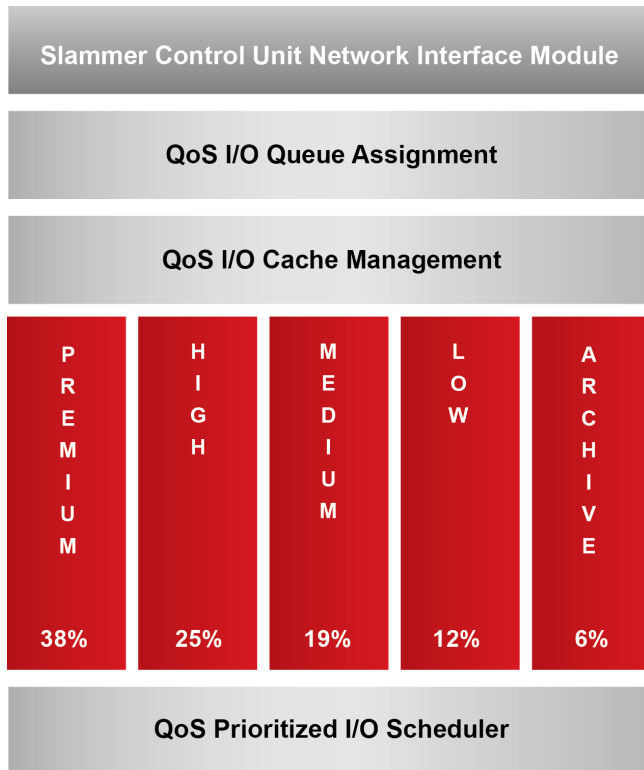 Slammer Control Unit Network Interface Module
QoS I/O Queue Assignment
QoS I/O Cache Management
PREMIUM
38%
HIGH
25%
MEDIUM
19%
LOW
12%
ARCHIVE
6%
QoS Prioritized I/O Scheduler